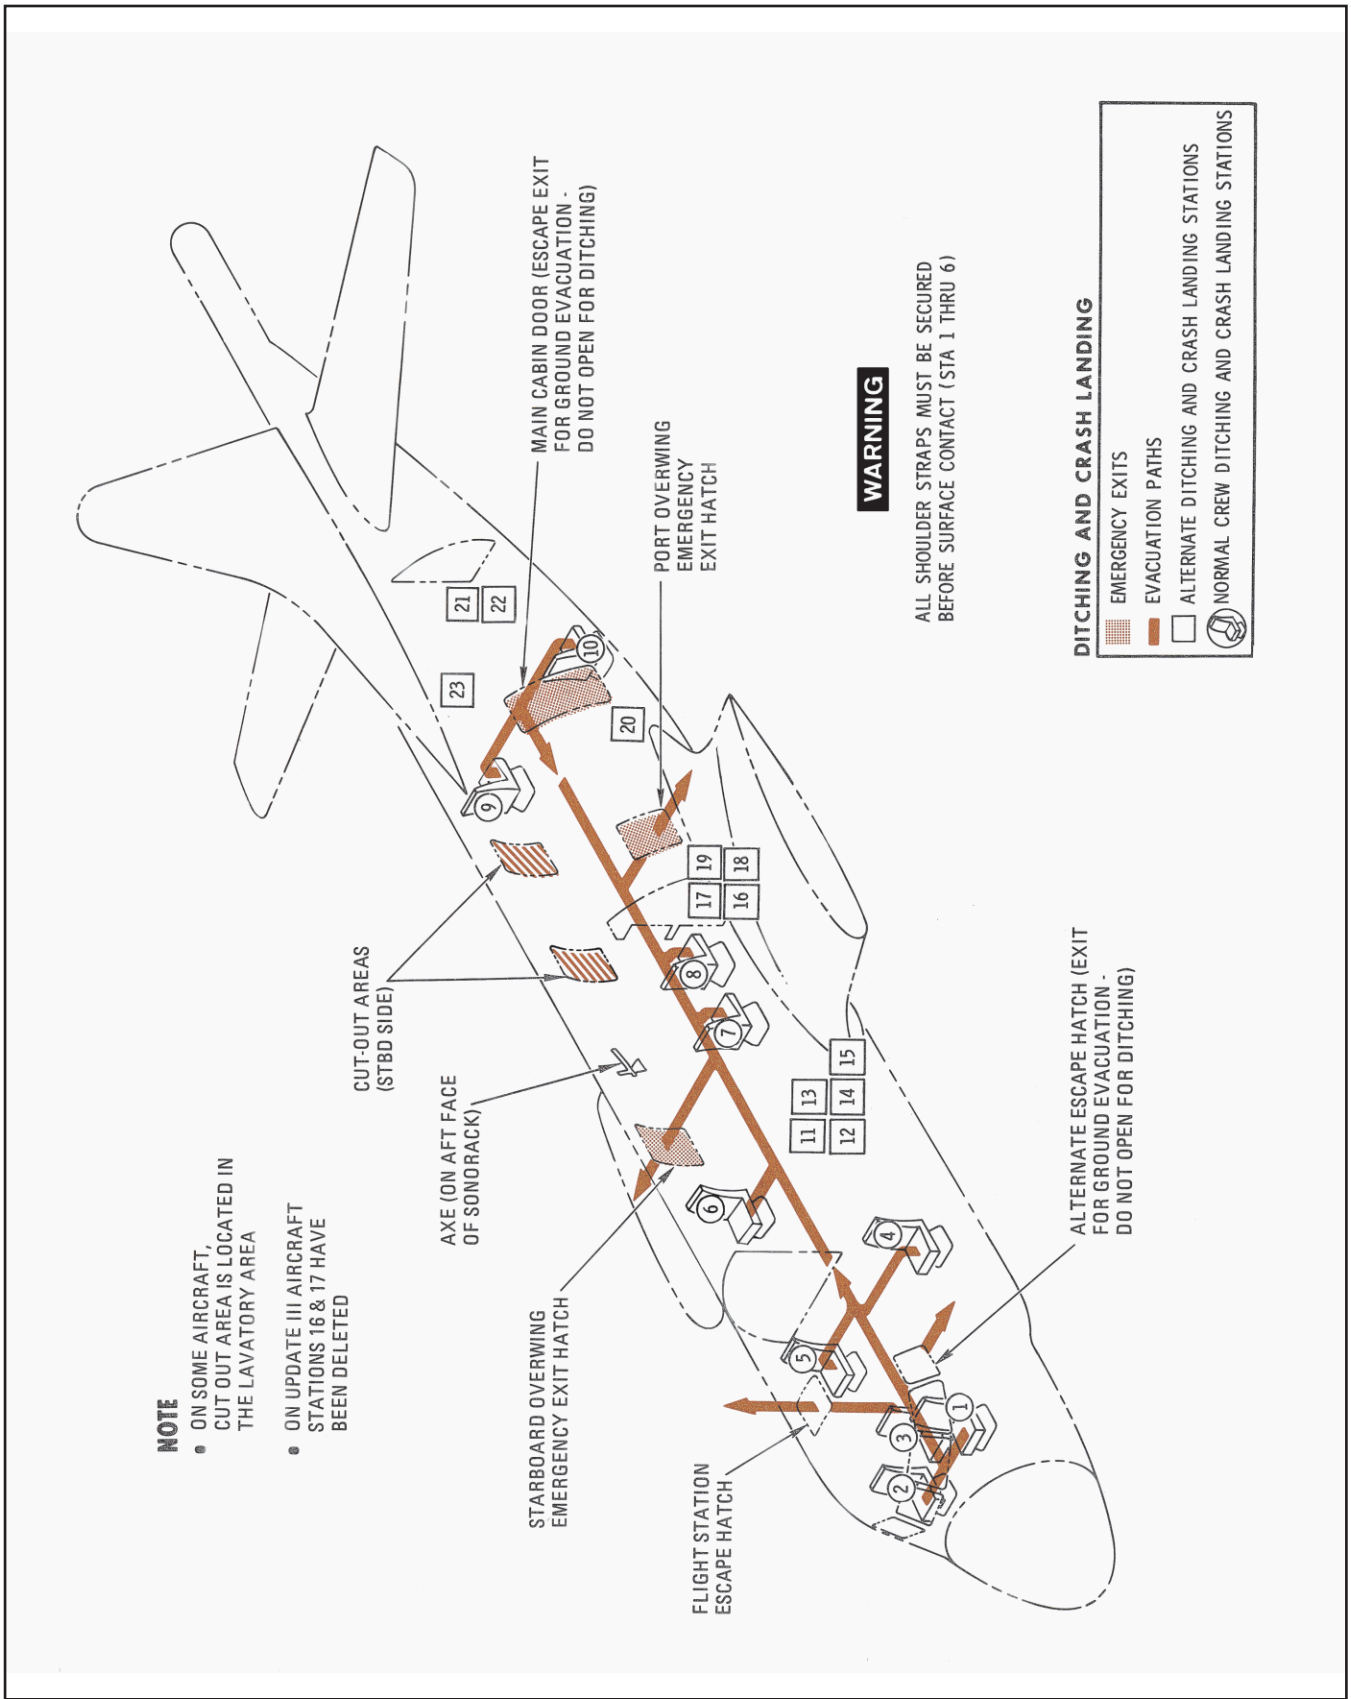 NOTE
• ON SOME AIRCRAFT,
CUT OUT AREA IS LOCATED IN
THE LAVATORY AREA
• ON UPDATE III AIRCRAFT
STATIONS 16 & 17 HAVE
BEEN DELETED
CUT-OUT AREAS
(STBD SIDE)
AXE (ON AFT FACE
OF SONORACK)
STARBOARD OVERWING
EMERGENCY EXIT HATCH
FLIGHT STATION
ESCAPE HATCH
MAIN CABIN DOOR (ESCAPE EXIT
FOR GROUND EVACUATION -
DO NOT OPEN FOR DITCHING)
PORT OVERWING
EMERGENCY
EXIT HATCH
23
21
22
10
9
20
19
18
17
16
8
7
15
13
14
11
12
6
4
5
1
3
2
ALTERNATE ESCAPE HATCH (EXIT
FOR GROUND EVACUATION -
DO NOT OPEN FOR DITCHING)
WARNING
ALL SHOULDER STRAPS MUST BE SECURED
BEFORE SURFACE CONTACT (STA 1 THRU 6)
DITCHING AND CRASH LANDING
EMERGENCY EXITS
EVACUATION PATHS
ALTERNATE DITCHING AND CRASH LANDING STATIONS
NORMAL CREW DITCHING AND CRASH LANDING STATIONS